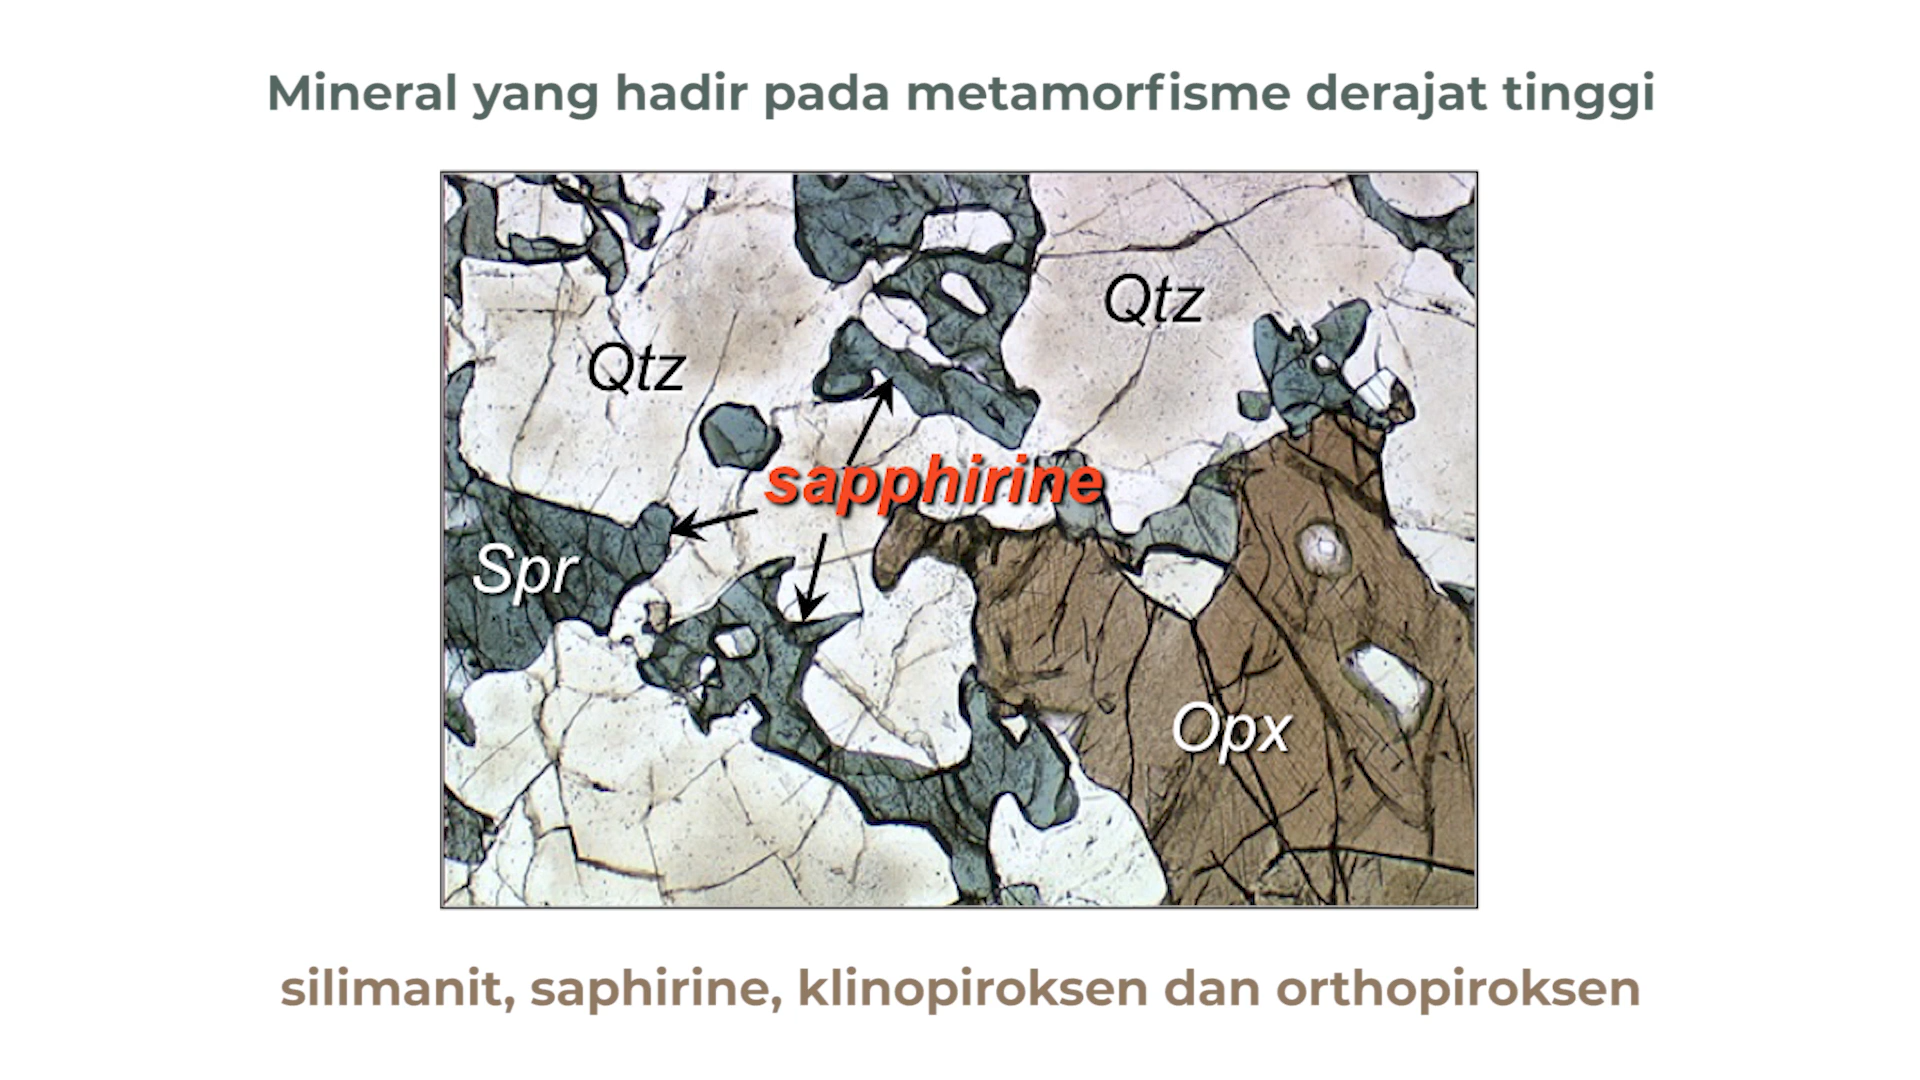 Mineral yang hadir pada metamorfisme derajat tinggi
Qtz
Qtz
sapphirine
Spr
Opx
silimanit, saphirine, klinopiroksen dan orthopiroksen